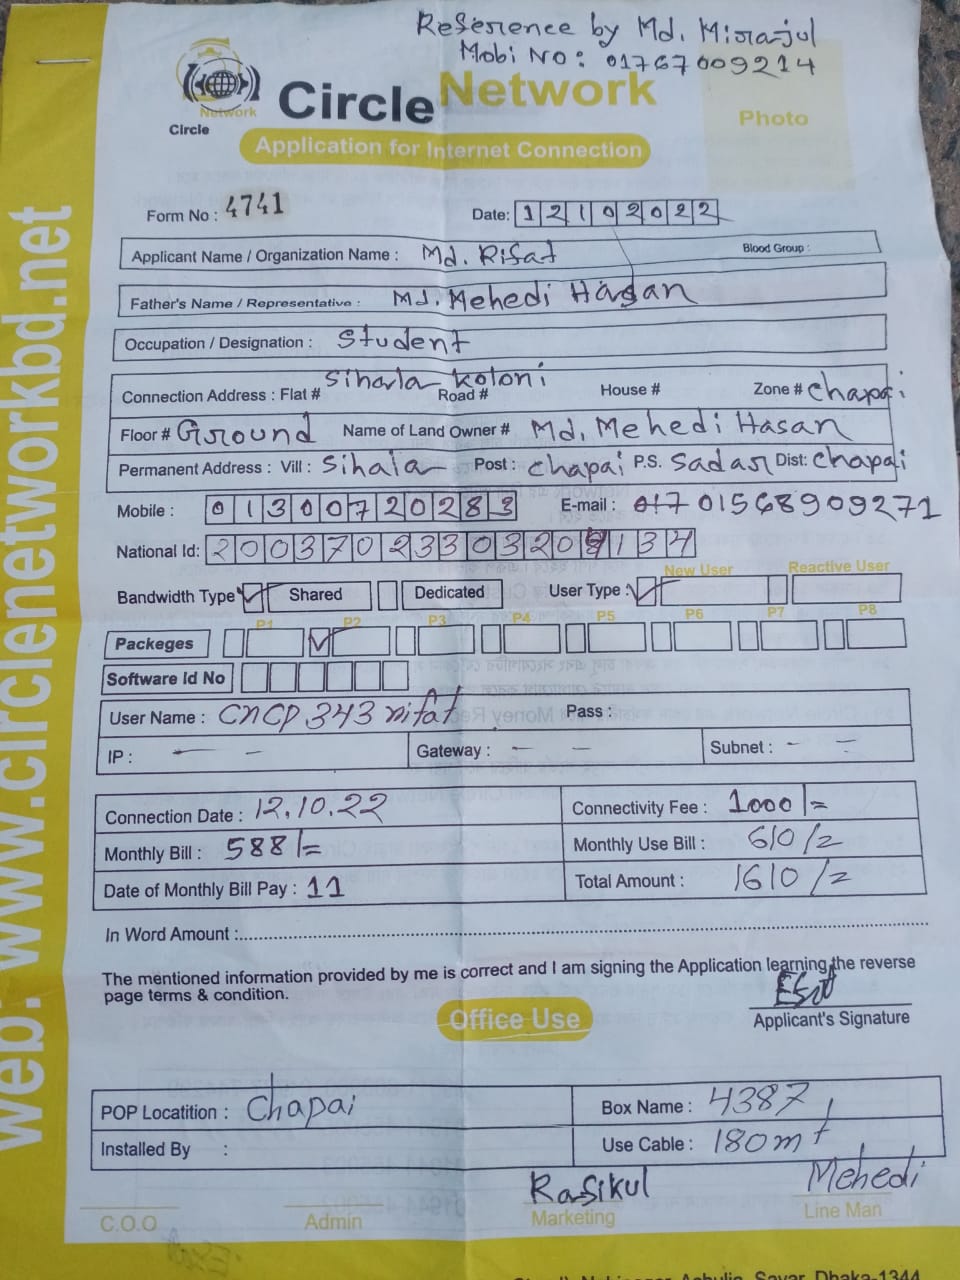 Reference by Md. Mirajul
Mobi No: 01767009214
Network
Circle
Circle Network
Photo
Application for Internet Connection
Form No : 4741
Date: 12102022
Applicant Name / Organization Name : Md. Rifat
Blood Group :
Father's Name / Representative : Md. Mehedi Hasan
Occupation / Designation : Student
Connection Address : Flat # Sihala koloni Road # House # Zone # Chapai
Floor # Ground Name of Land Owner # Md. Mehedi Hasan
Permanent Address : Vill : Sihala Post : Chapai P.S. Sadar Dist: Chapai
Mobile : 01300720283 E-mail : 01701568909271
National Id: 2003702330320 134
Bandwidth Type Shared Dedicated User Type : New User Reactive User
Packeges P1 P2 P3 P4 P5 P6 P7 P8
Software Id No
User Name : CNCP343rifat Pass :
IP : — — Gateway : — — Subnet : — —
Connection Date : 12.10.22 Connectivity Fee : 1000/=
Monthly Bill : 588/= Monthly Use Bill : 610/=
Date of Monthly Bill Pay : 11 Total Amount : 1610/=
In Word Amount :
The mentioned information provided by me is correct and I am signing the Application learning the reverse
page terms & condition.
Applicant's Signature
Office Use
POP Locatition : Chapai Box Name : 4387
Installed By : Use Cable : 180mt
Rasikul Mehedi
C.O.O Admin Marketing Line Man
Savar, Dhaka-1344
web: www.circlenetworkbd.net